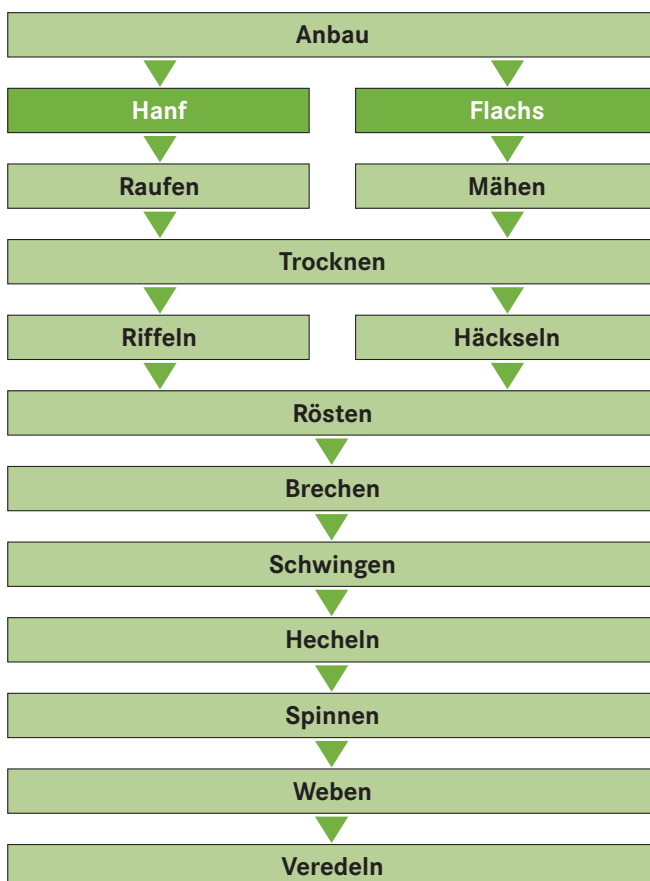 Anbau
Hanf
Flachs
Raufen
Mähen
Trocknen
Riffeln
Häckseln
Rösten
Brechen
Schwingen
Hecheln
Spinnen
Weben
Veredeln